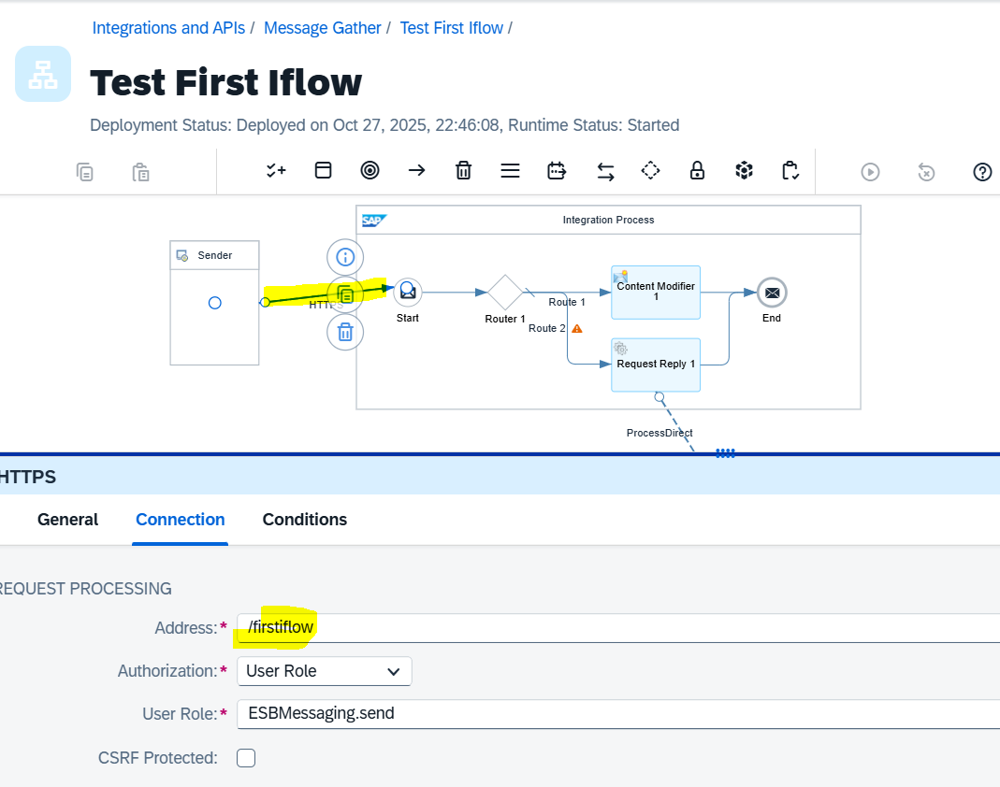 Integrations and APIs / Message Gather / Test First Iflow /
Test First Iflow
Deployment Status: Deployed on Oct 27, 2025, 22:46:08, Runtime Status: Started
SAP
Integration Process
Sender
HTTPS
Start
Router 1
Route 1
Route 2
Content Modifier
1
Request Reply 1
End
ProcessDirect
HTTPS
General
Connection
Conditions
REQUEST PROCESSING
Address:* /firstiflow
Authorization:* User Role
User Role:* ESBMessaging.send
CSRF Protected: